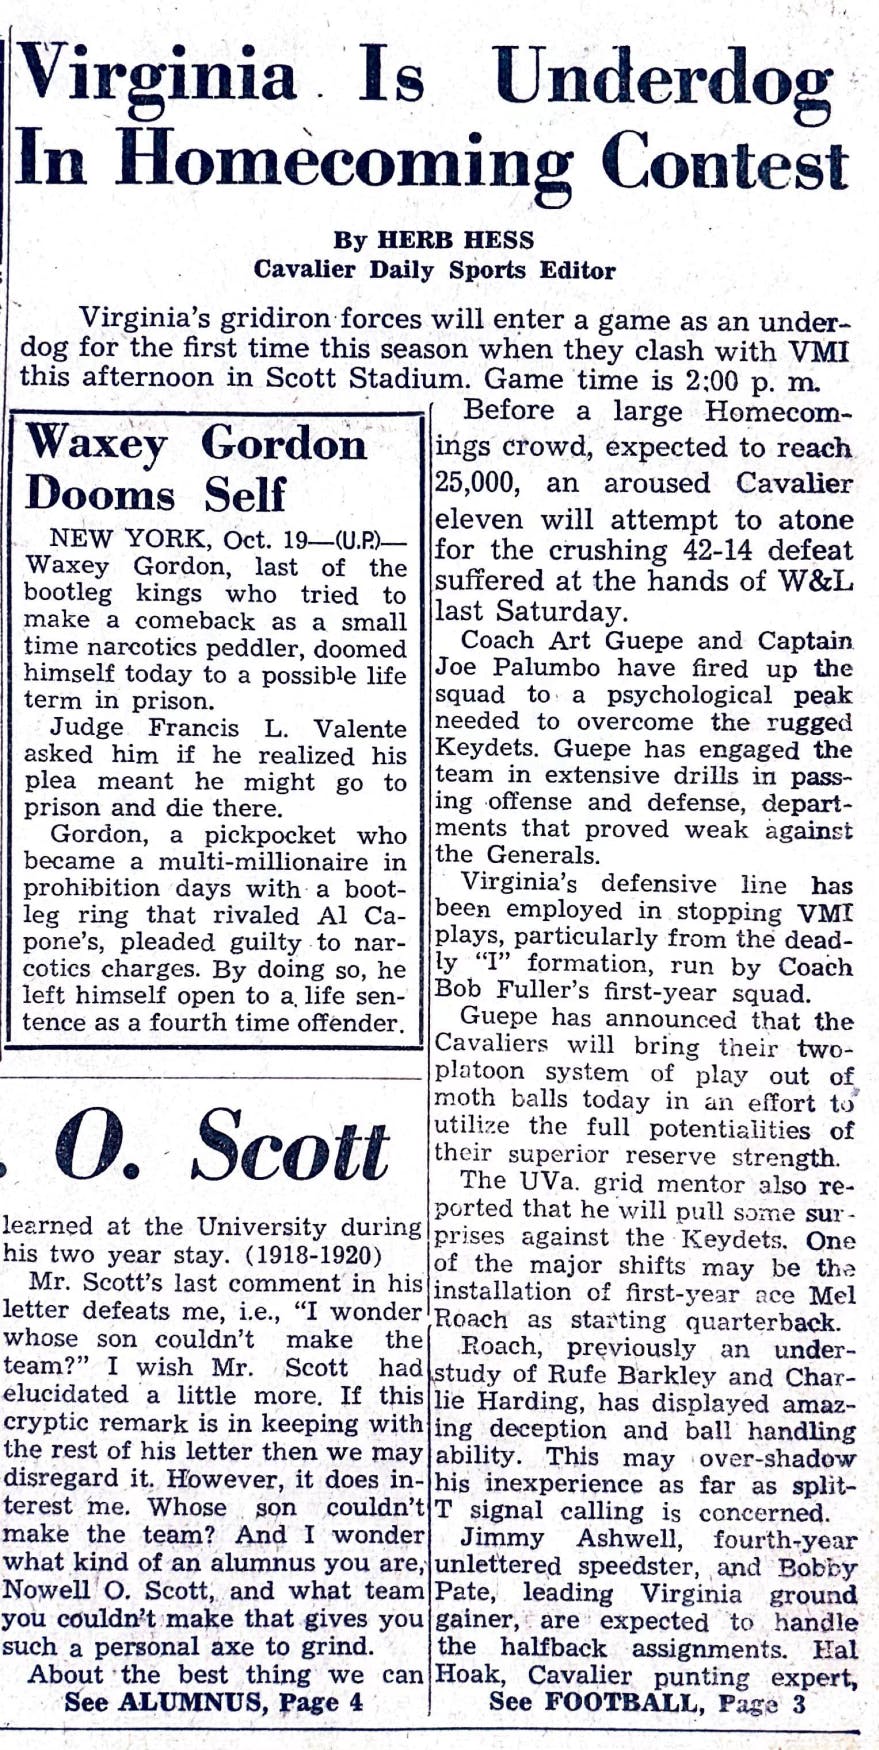 Virginia Is Underdog
In Homecoming Contest
By HERB HESS
Cavalier Daily Sports Editor
Virginia's gridiron forces will enter a game as an under-
dog for the first time this season when they clash with VMI
this afternoon in Scott Stadium. Game time is 2:00 p. m.
Before a large Homecom-
ings crowd, expected to reach
25,000, an aroused Cavalier
eleven will attempt to atone
for the crushing 42-14 defeat
suffered at the hands of W&L
last Saturday.
Coach Art Guepe and Captain
Joe Palumbo have fired up the
squad to a psychological peak
needed to overcome the rugged
Keydets. Guepe has engaged the
team in extensive drills in pass-
ing offense and defense, depart-
ments that proved weak against
the Generals.
Virginia's defensive line has
been employed in stopping VMI
plays, particularly from the dead-
ly "I" formation, run by Coach
Bob Fuller's first-year squad.
Guepe has announced that the
Cavaliers will bring their two-
platoon system of play out of
moth balls today in an effort to
utilize the full potentialities of
their superior reserve strength.
The UVa. grid mentor also re-
ported that he will pull some sur-
prises against the Keydets. One
of the major shifts may be the
installation of first-year ace Mel
Roach as starting quarterback.
Roach, previously an under-
study of Rufe Barkley and Char-
lie Harding, has displayed amaz-
ing deception and ball handling
ability. This may over-shadow
his inexperience as far as split-
T signal calling is concerned.
Jimmy Ashwell, fourth-year
unlettered speedster, and Bobby
Pate, leading Virginia ground
gainer, are expected to handle
the halfback assignments. Hal
Hoak, Cavalier punting expert,
See FOOTBALL, Page 3
Waxey Gordon
Dooms Self
NEW YORK, Oct. 19—(U.P.)—
Waxey Gordon, last of the
bootleg kings who tried to
make a comeback as a small
time narcotics peddler, doomed
himself today to a possible life
term in prison.
Judge Francis L. Valente
asked him if he realized his
plea meant he might go to
prison and die there.
Gordon, a pickpocket who
became a multi-millionaire in
prohibition days with a boot-
leg ring that rivaled Al Ca-
pone's, pleaded guilty to nar-
cotics charges. By doing so, he
left himself open to a life sen-
tence as a fourth time offender.
. O. Scott
learned at the University during
his two year stay. (1918-1920)
Mr. Scott's last comment in his
letter defeats me, i.e., "I wonder
whose son couldn't make the
team?" I wish Mr. Scott had
elucidated a little more. If this
cryptic remark is in keeping with
the rest of his letter then we may
disregard it. However, it does in-
terest me. Whose son couldn't
make the team? And I wonder
what kind of an alumnus you are,
Nowell O. Scott, and what team
you couldn't make that gives you
such a personal axe to grind.
About the best thing we can
See ALUMNUS, Page 4